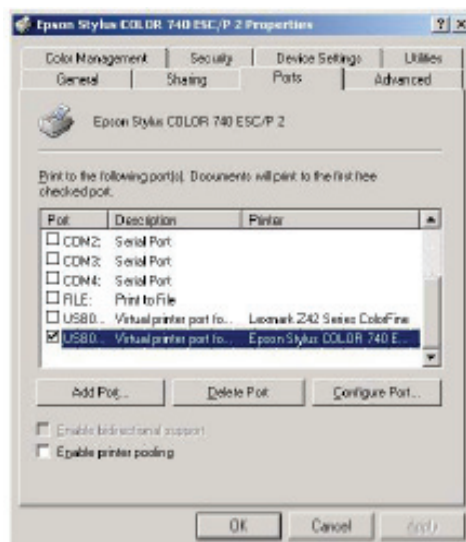 Epson Stylus COLOR 740 ESC/P 2 Properties
Color Management Security Device Settings Utilities
General Sharing Ports Advanced
Epson Stylus COLOR 740 ESC/P 2
Print to the following port(s). Documents will print to the first free
checked port.
Port Description Printer
COM2: Serial Port
COM3: Serial Port
COM4: Serial Port
FILE: Print to File
USB0... Virtual printer port fo... Lexmark Z42 Series ColorFine
USB0... Virtual printer port fo... Epson Stylus COLOR 740 E...
Add Port... Delete Port Configure Port...
Enable bidirectional support
Enable printer pooling
OK Cancel Apply